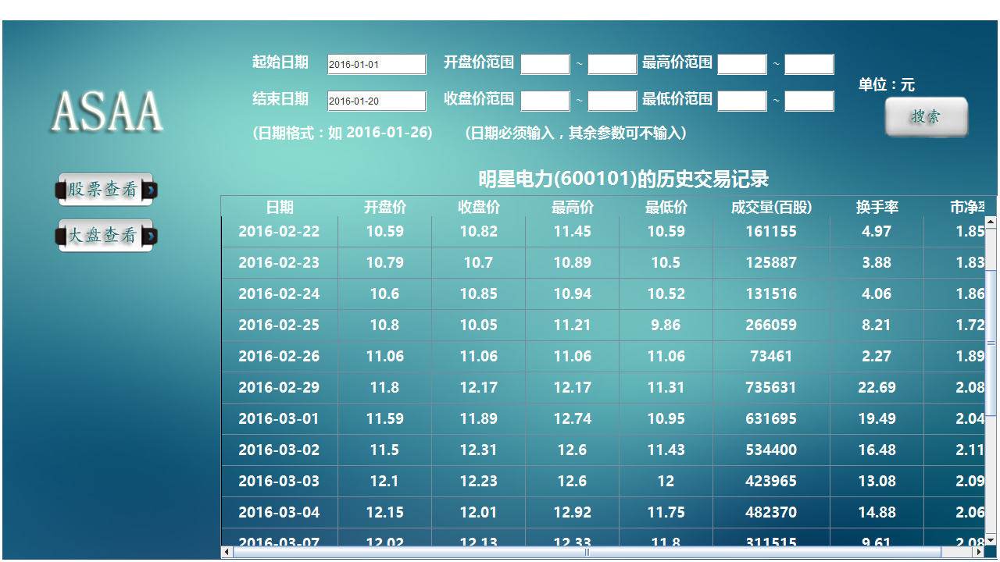 起始日期 2016-01-01 开盘价范围 ~ 最高价范围 ~
单位：元
结束日期 2016-01-20 收盘价范围 ~ 最低价范围 ~
ASAA
搜索
(日期格式：如 2016-01-26) (日期必须输入，其余参数可不输入)
股票查看
大盘查看
明星电力(600101)的历史交易记录
日期 开盘价 收盘价 最高价 最低价 成交量(百股) 换手率 市净率
2016-02-22 10.59 10.82 11.45 10.59 161155 4.97 1.85
2016-02-23 10.79 10.7 10.89 10.5 125887 3.88 1.83
2016-02-24 10.6 10.85 10.94 10.52 131516 4.06 1.86
2016-02-25 10.8 10.05 11.21 9.86 266059 8.21 1.72
2016-02-26 11.06 11.06 11.06 11.06 73461 2.27 1.89
2016-02-29 11.8 12.17 12.17 11.31 735631 22.69 2.08
2016-03-01 11.59 11.89 12.74 10.95 631695 19.49 2.04
2016-03-02 11.5 12.31 12.6 11.43 534400 16.48 2.11
2016-03-03 12.1 12.23 12.6 12 423965 13.08 2.09
2016-03-04 12.15 12.01 12.92 11.75 482370 14.88 2.06
2016-03-07 12.02 12.13 12.33 11.8 311515 9.61 2.08